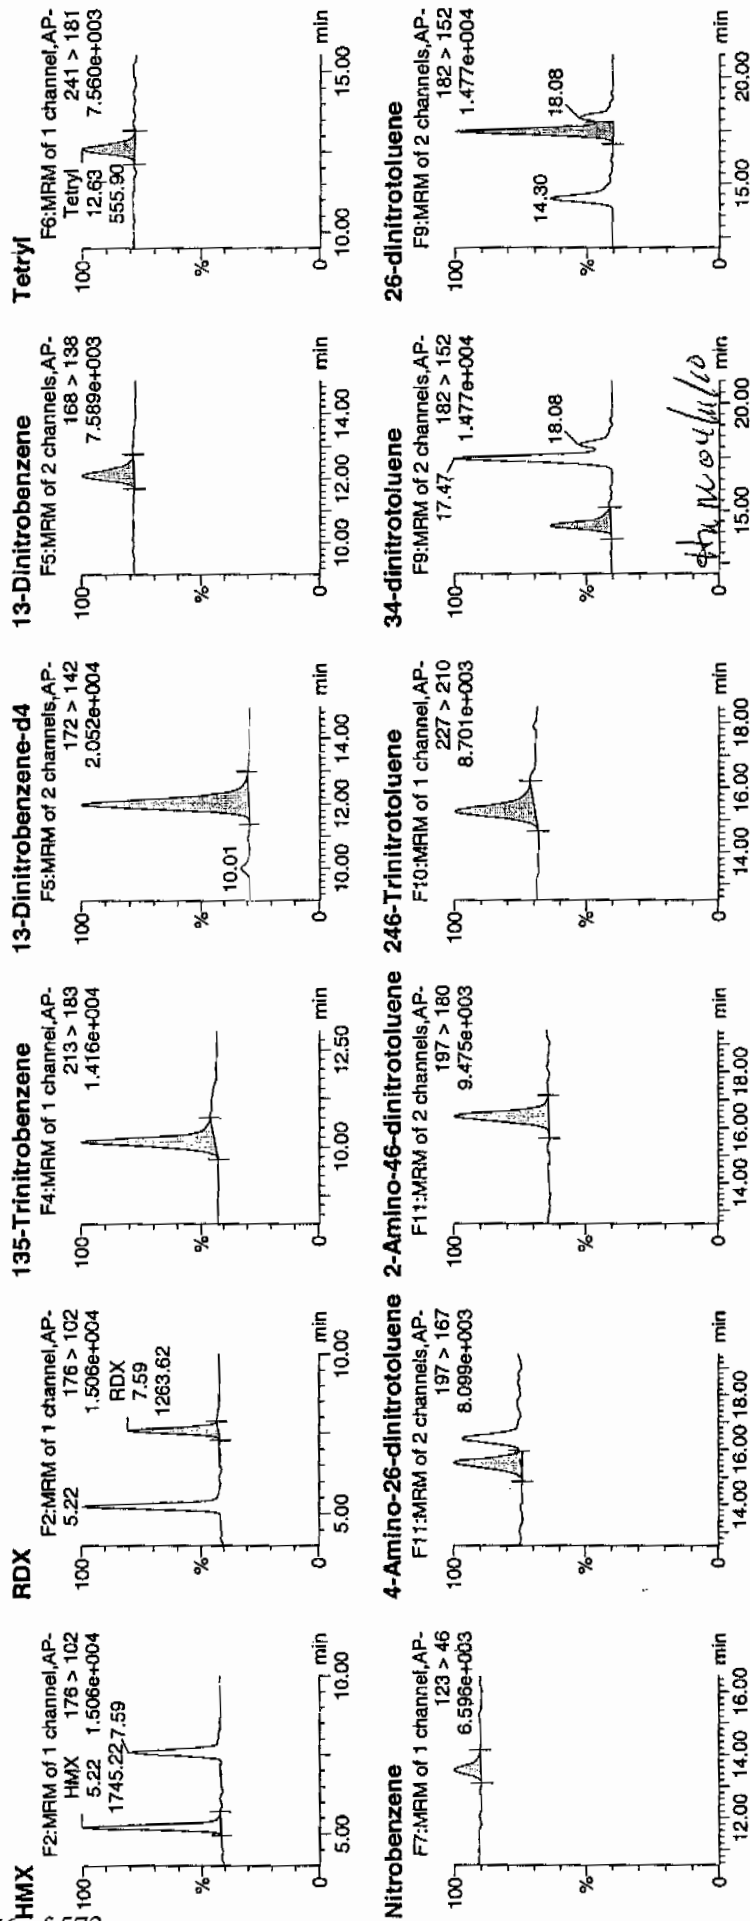 HMX
F2:MRM of 1 channel,AP-
HMX 176 > 102
5.22 1.506e+004
1745.22 7.59
100
%
0
5.00 10.00 min
RDX
F2:MRM of 1 channel,AP-
5.22 176 > 102
1.506e+004
RDX
7.59
1263.62
100
%
0
5.00 10.00 min
135-Trinitrobenzene
F4:MRM of 1 channel,AP-
213 > 183
1.416e+004
100
%
0
10.00 12.50 min
13-Dinitrobenzene-d4
F5:MRM of 2 channels,AP-
172 > 142
2.052e+004
10.01
100
%
0
10.00 12.00 14.00 min
13-Dinitrobenzene
F5:MRM of 2 channels,AP-
168 > 138
7.589e+003
100
%
0
10.00 12.00 14.00 min
Tetryl
F6:MRM of 1 channel,AP-
Tetryl 241 > 181
12.63 7.560e+003
555.90
100
%
0
10.00 15.00 min
Nitrobenzene
F7:MRM of 1 channel,AP-
123 > 46
6.596e+003
100
%
0
12.00 14.00 16.00 min
4-Amino-26-dinitrotoluene
F11:MRM of 2 channels,AP-
197 > 167
8.099e+003
100
%
0
14.00 16.00 18.00 min
2-Amino-46-dinitrotoluene
F11:MRM of 2 channels,AP-
197 > 180
9.475e+003
100
%
0
14.00 16.00 18.00 min
246-Trinitrotoluene
F10:MRM of 1 channel,AP-
227 > 210
8.701e+003
100
%
0
14.00 16.00 18.00 min
34-dinitrotoluene
F9:MRM of 2 channels,AP-
17.47 182 > 152
1.477e+004
18.08
100
%
0
15.00 20.00 min
04/11/10
26-dinitrotoluene
F9:MRM of 2 channels,AP-
182 > 152
1.477e+004
14.30
18.08
100
%
0
15.00 20.00 min